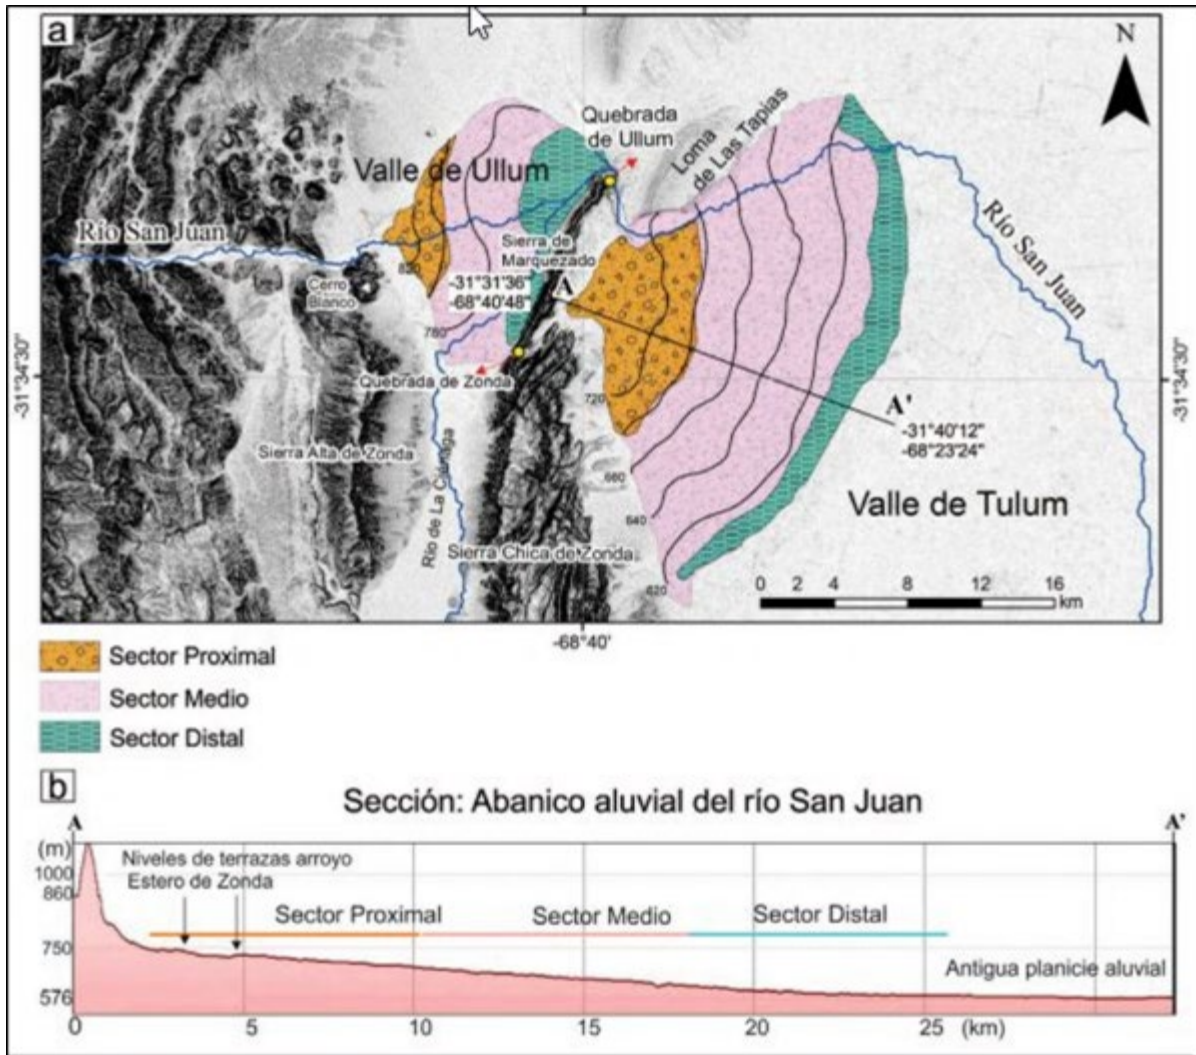 a
N
Quebrada
de Ullum
Loma
de Las Tapias
Valle de Ullum
Río San Juan
Río San Juan
Sierra de
Marquezado
820
Cerro
Blanco
-31°31'36"
-68°40'48"
A
780
-31°34'30"
-31°34'30"
Quebrada de Zonda
720
A'
-31°40'12"
-68°23'24"
Sierra Alta de Zonda
Río de La Ciénaga
660
Valle de Tulum
640
Sierra Chica de Zonda
620
0 2 4 8 12 16
km
-68°40'
Sector Proximal
Sector Medio
Sector Distal
b
Sección: Abanico aluvial del río San Juan
A
A'
(m)
1000
860
750
576
Niveles de terrazas arroyo
Estero de Zonda
Sector Proximal
Sector Medio
Sector Distal
Antigua planicie aluvial
0 5 10 15 20 25 (km)